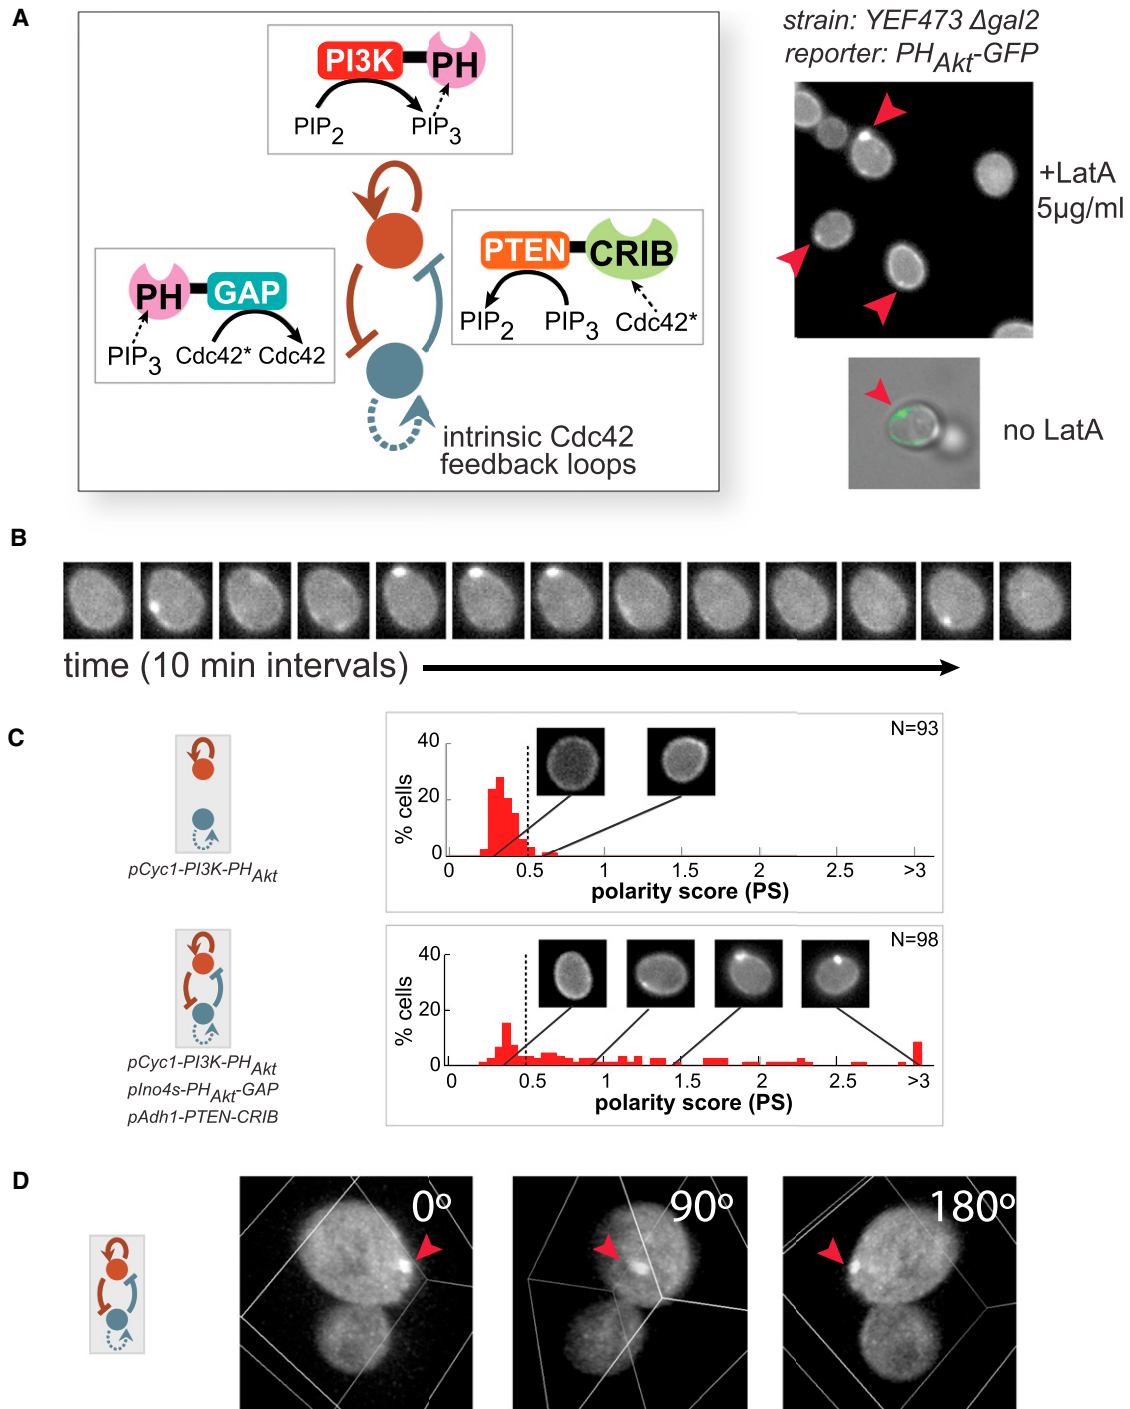 A
PI3K PH
PIP2 PIP3
PTEN CRIB
PIP2 PIP3 Cdc42*
PH GAP
PIP3 Cdc42* Cdc42
intrinsic Cdc42
feedback loops
strain: YEF473 Δgal2
reporter: PHAkt-GFP
+LatA
5µg/ml
no LatA
B
time (10 min intervals)
C
pCyc1-PI3K-PHAkt
N=93
% cells
40
20
0
0 0.5 1 1.5 2 2.5 >3
polarity score (PS)
pCyc1-PI3K-PHAkt
pIno4s-PHAkt-GAP
pAdh1-PTEN-CRIB
N=98
% cells
40
20
0
0 0.5 1 1.5 2 2.5 >3
polarity score (PS)
D
0º
90º
180º